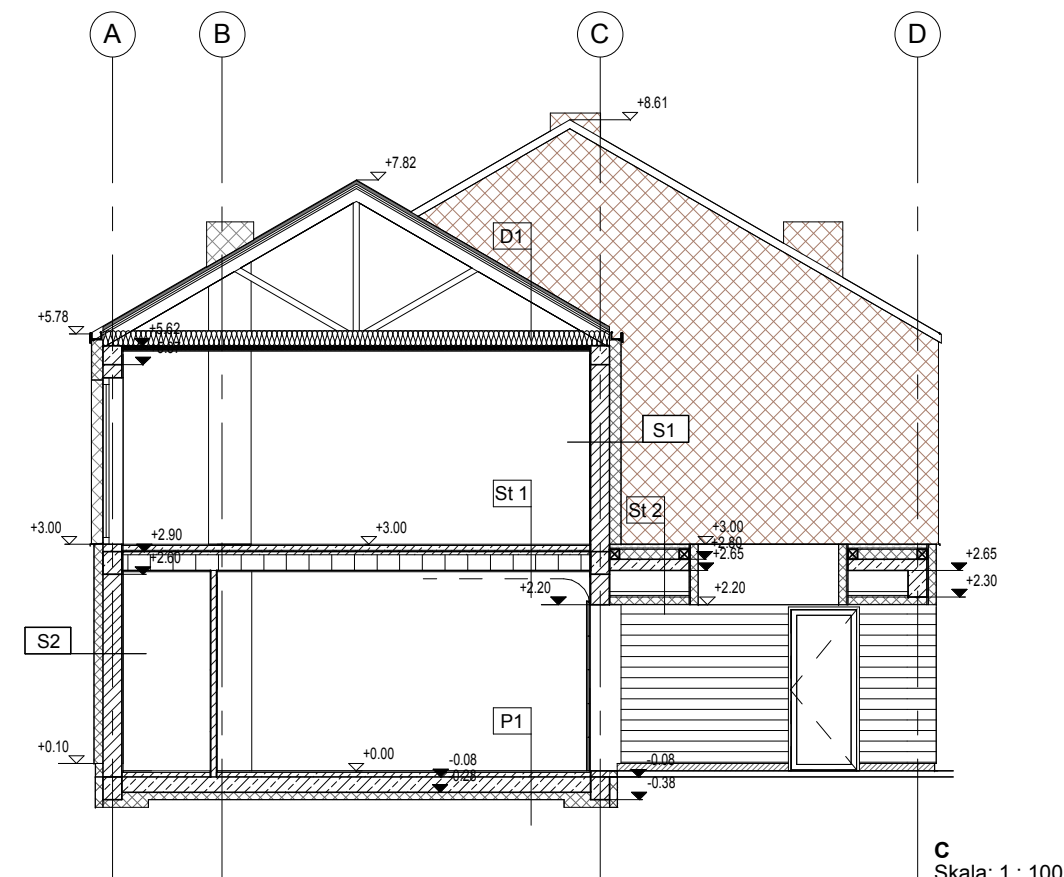 A B C D
+8.61
+7.82
D1
+5.78
+5.62
S1
St 1
St 2
+3.00 +2.90 +3.00 +3.00
+2.80
+2.60 +2.65 +2.65
+2.20 +2.20 +2.30
S2
P1
+0.10 +0.00 -0.08 -0.08
-0.28 -0.38
C
Skala: 1 : 100